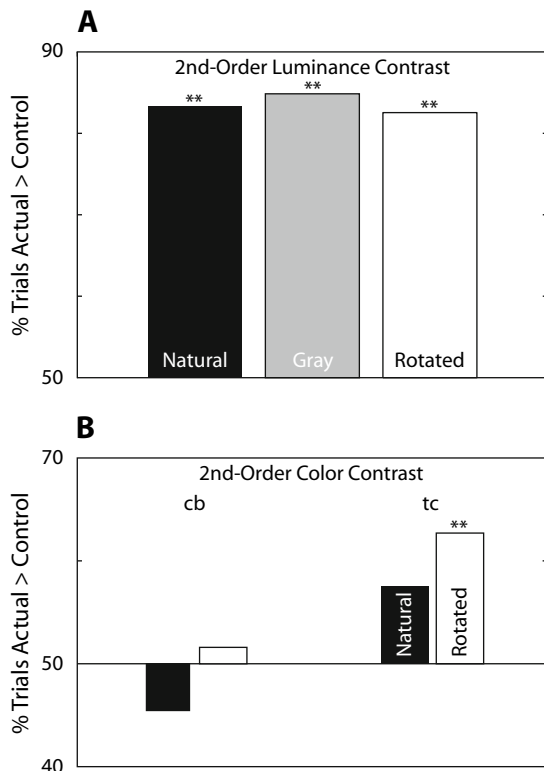 A
90
2nd-Order Luminance Contrast
**
**
**
% Trials Actual > Control
Natural
Gray
Rotated
50
B
70
2nd-Order Color Contrast
cb
tc
**
% Trials Actual > Control
Natural
Rotated
50
40